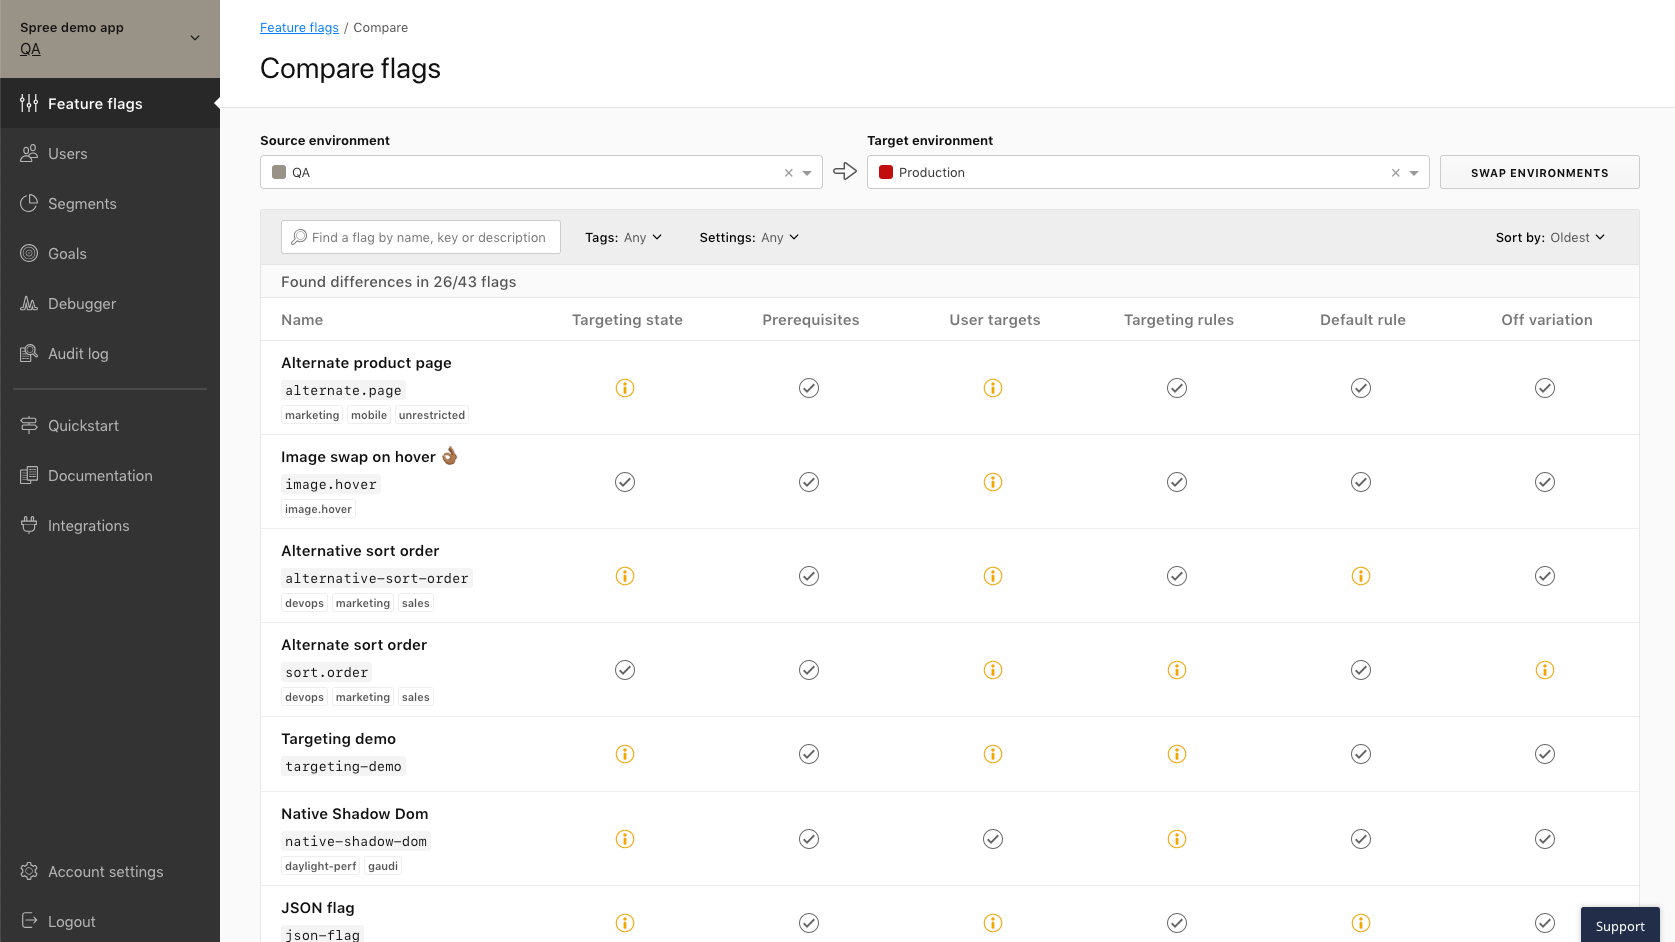 Spree demo app
QA
Feature flags
Users
Segments
Goals
Debugger
Audit log
Quickstart
Documentation
Integrations
Account settings
Logout
Feature flags / Compare
Compare flags
Source environment
QA
Target environment
Production
SWAP ENVIRONMENTS
Find a flag by name, key or description
Tags: Any
Settings: Any
Sort by: Oldest
Found differences in 26/43 flags
Name Targeting state Prerequisites User targets Targeting rules Default rule Off variation
Alternate product page
alternate.page
marketing mobile unrestricted
Image swap on hover 👌🏾
image.hover
image.hover
Alternative sort order
alternative-sort-order
devops marketing sales
Alternate sort order
sort.order
devops marketing sales
Targeting demo
targeting-demo
Native Shadow Dom
native-shadow-dom
daylight-perf gaudi
JSON flag
json-flag
Support